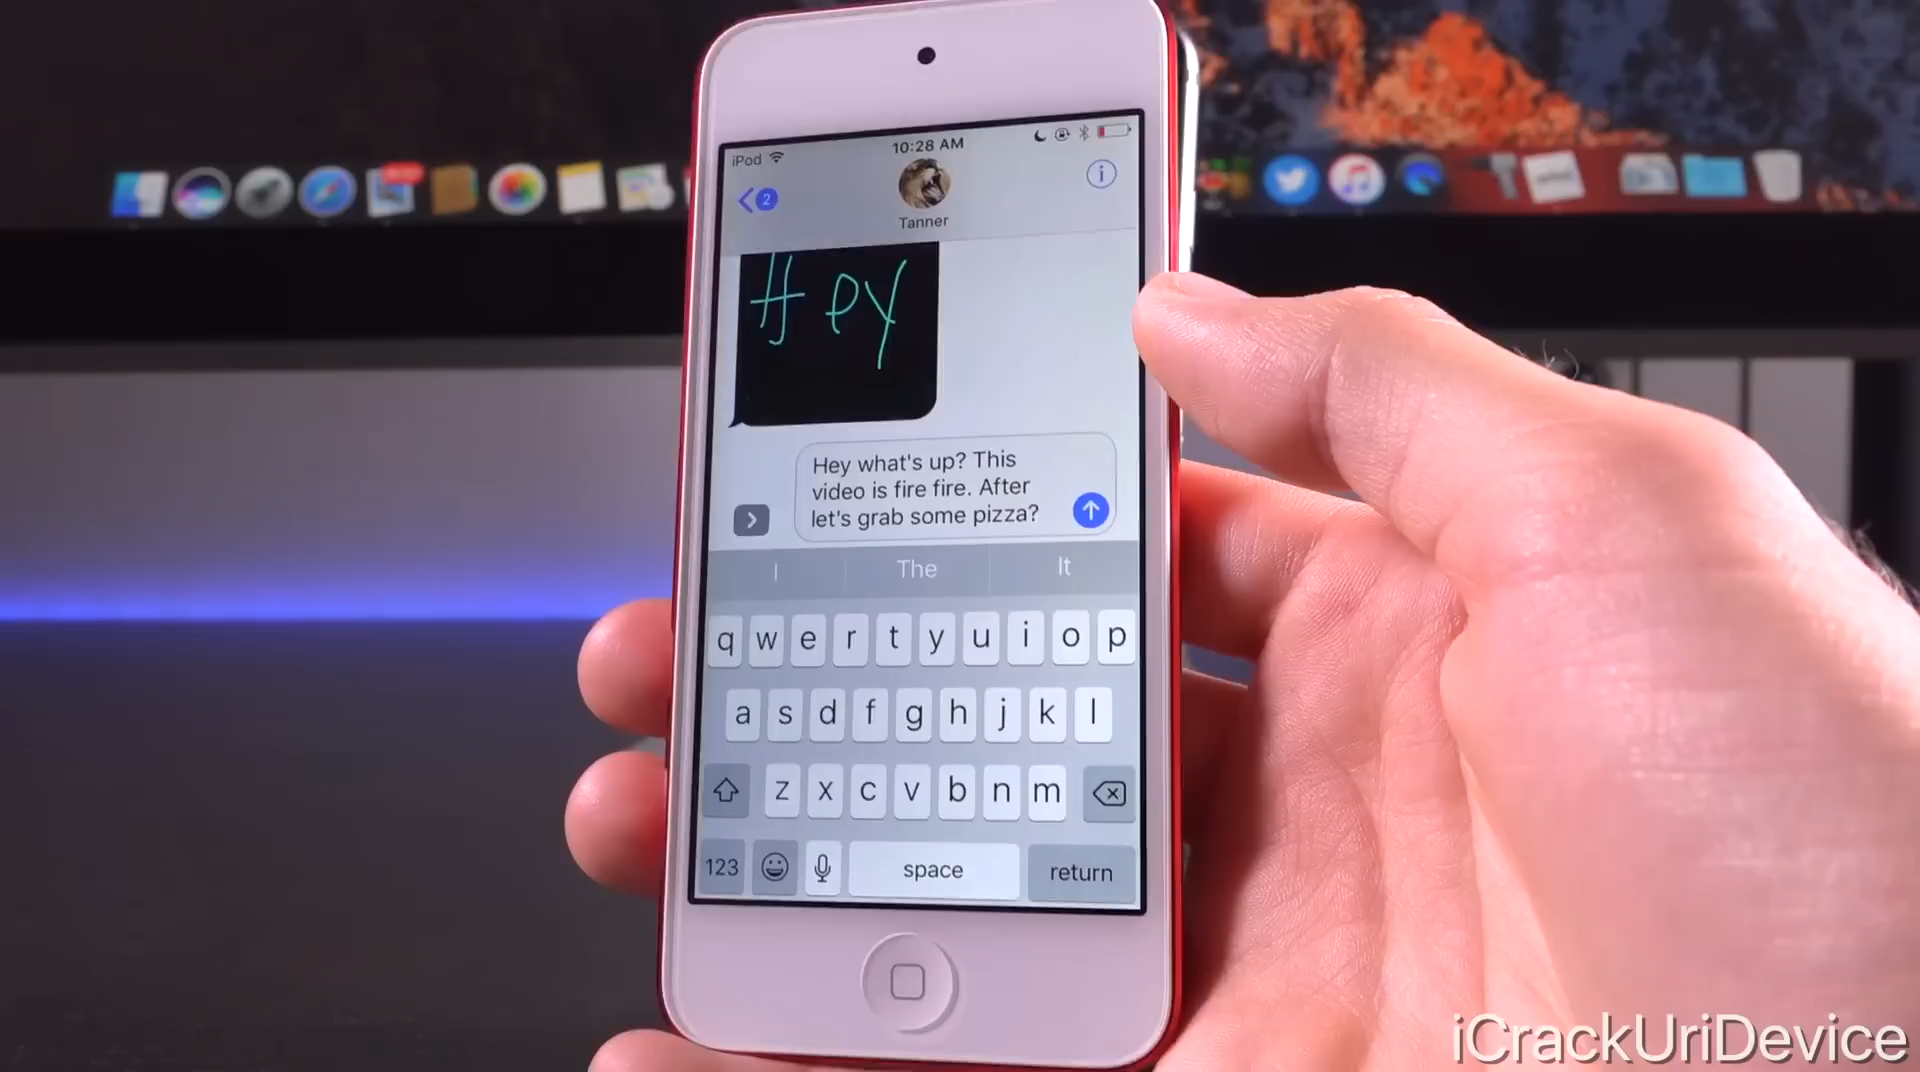 iPod
10:28 AM
2
Tanner
Hey
Hey what's up? This
video is fire fire. After
let's grab some pizza?
I The It
q w e r t y u i o p
a s d f g h j k l
z x c v b n m
123 space return
iCrackUriDevice